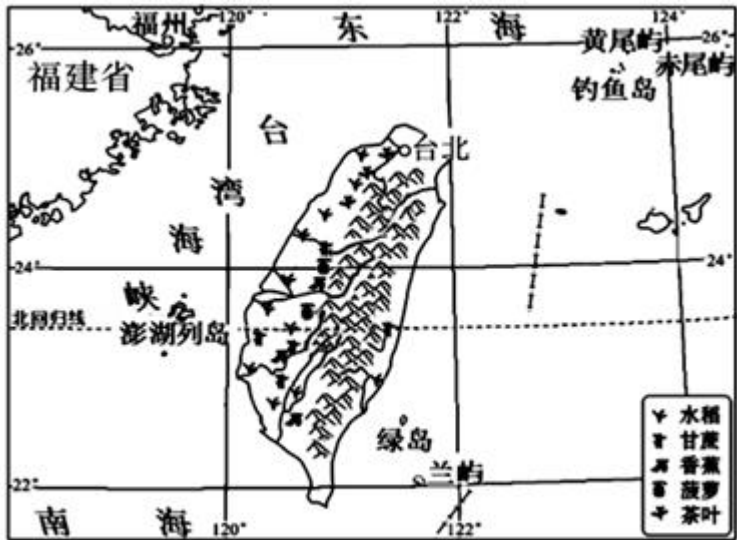 120° 122° 124°
福州 东 海
26° 黄尾屿 26°
福建省 赤尾屿
钓鱼岛
台
台北
湾
海
24° 24°
峡
北回归线
澎湖列岛
水稻
绿岛
甘蔗
香蕉
兰屿
菠萝
22°
茶叶
南 海
120° 122°